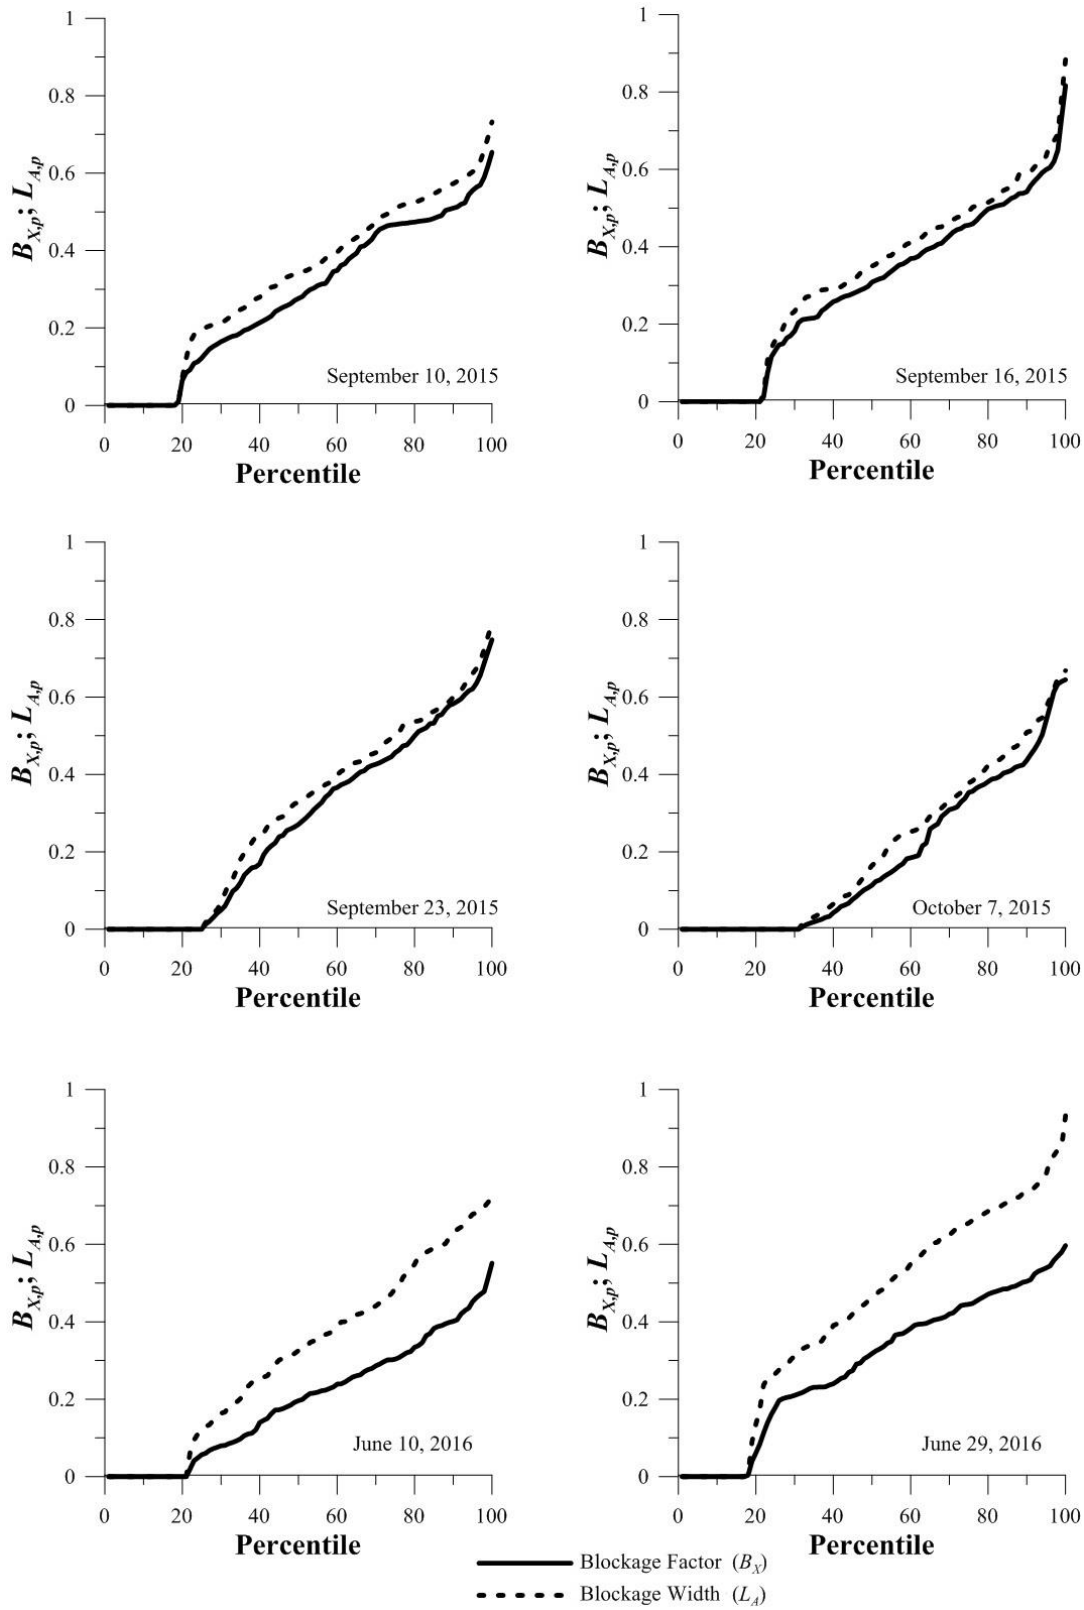 1
0.8
0.6
0.4
0.2
0
B_X,p; L_A,p
0 20 40 60 80 100
Percentile
September 10, 2015
1
0.8
0.6
0.4
0.2
0
B_X,p; L_A,p
0 20 40 60 80 100
Percentile
September 16, 2015
1
0.8
0.6
0.4
0.2
0
B_X,p; L_A,p
0 20 40 60 80 100
Percentile
September 23, 2015
1
0.8
0.6
0.4
0.2
0
B_X,p; L_A,p
0 20 40 60 80 100
Percentile
October 7, 2015
1
0.8
0.6
0.4
0.2
0
B_X,p; L_A,p
0 20 40 60 80 100
Percentile
June 10, 2016
1
0.8
0.6
0.4
0.2
0
B_X,p; L_A,p
0 20 40 60 80 100
Percentile
June 29, 2016
Blockage Factor (B_X)
Blockage Width (L_A)